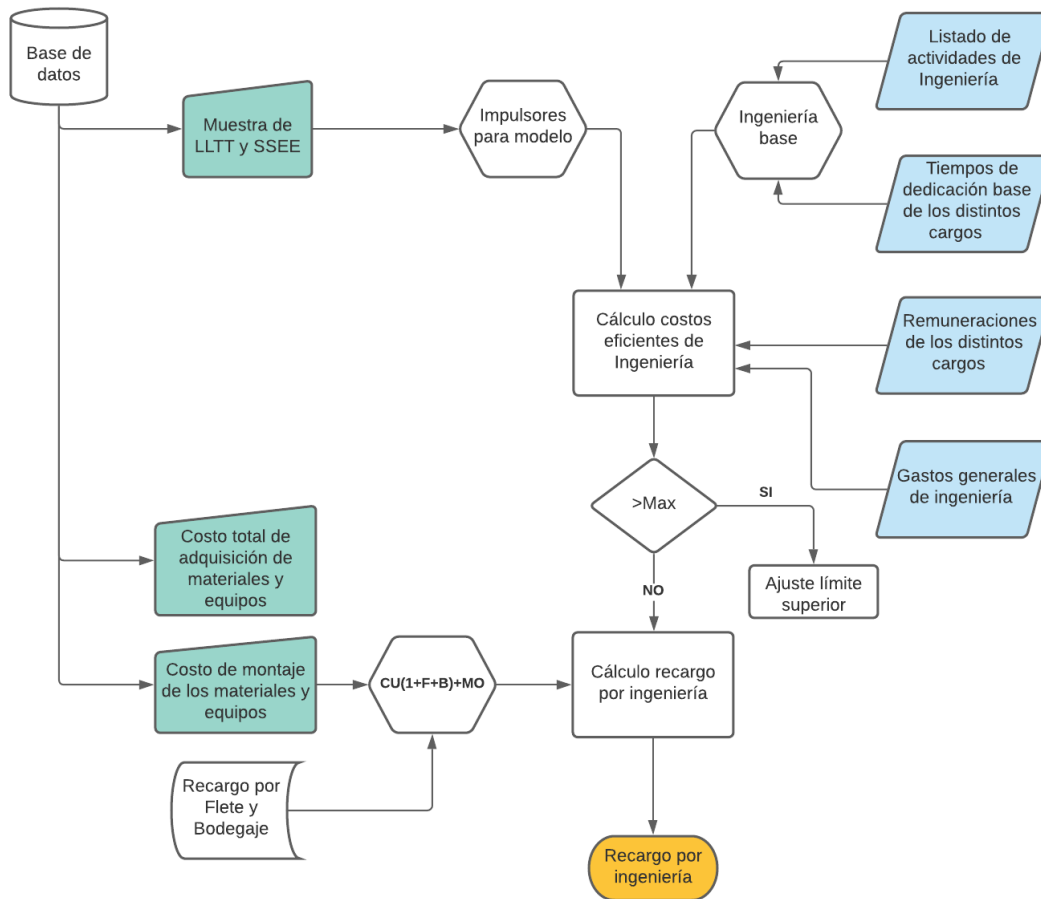 Base de
datos
Muestra de
LLTT y SSEE
Impulsores
para modelo
Ingeniería
base
Listado de
actividades de
Ingeniería
Tiempos de
dedicación base
de los distintos
cargos
Cálculo costos
eficientes de
Ingeniería
Remuneraciones
de los distintos
cargos
Gastos generales
de ingeniería
>Max
SI
NO
Ajuste límite
superior
Costo total de
adquisición de
materiales y
equipos
Costo de montaje
de los materiales y
equipos
CU(1+F+B)+MO
Cálculo recargo
por ingeniería
Recargo por
Flete y
Bodegaje
Recargo por
ingeniería